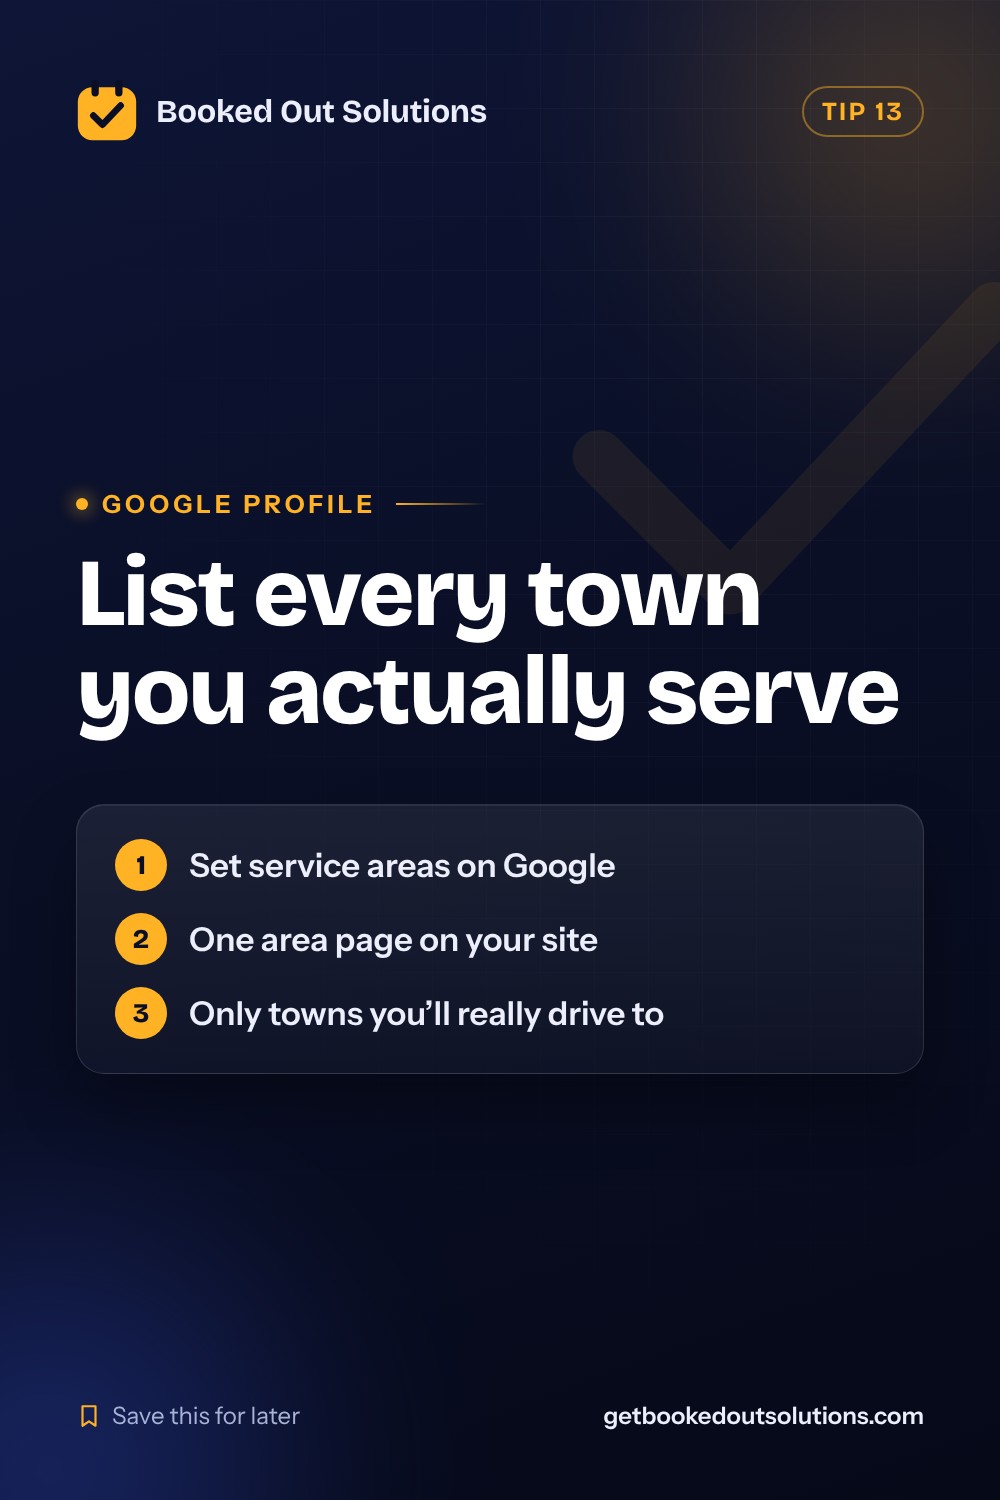 Booked Out Solutions
TIP 13
GOOGLE PROFILE
List every town
you actually serve
1 Set service areas on Google
2 One area page on your site
3 Only towns you’ll really drive to
Save this for later
getbookedoutsolutions.com